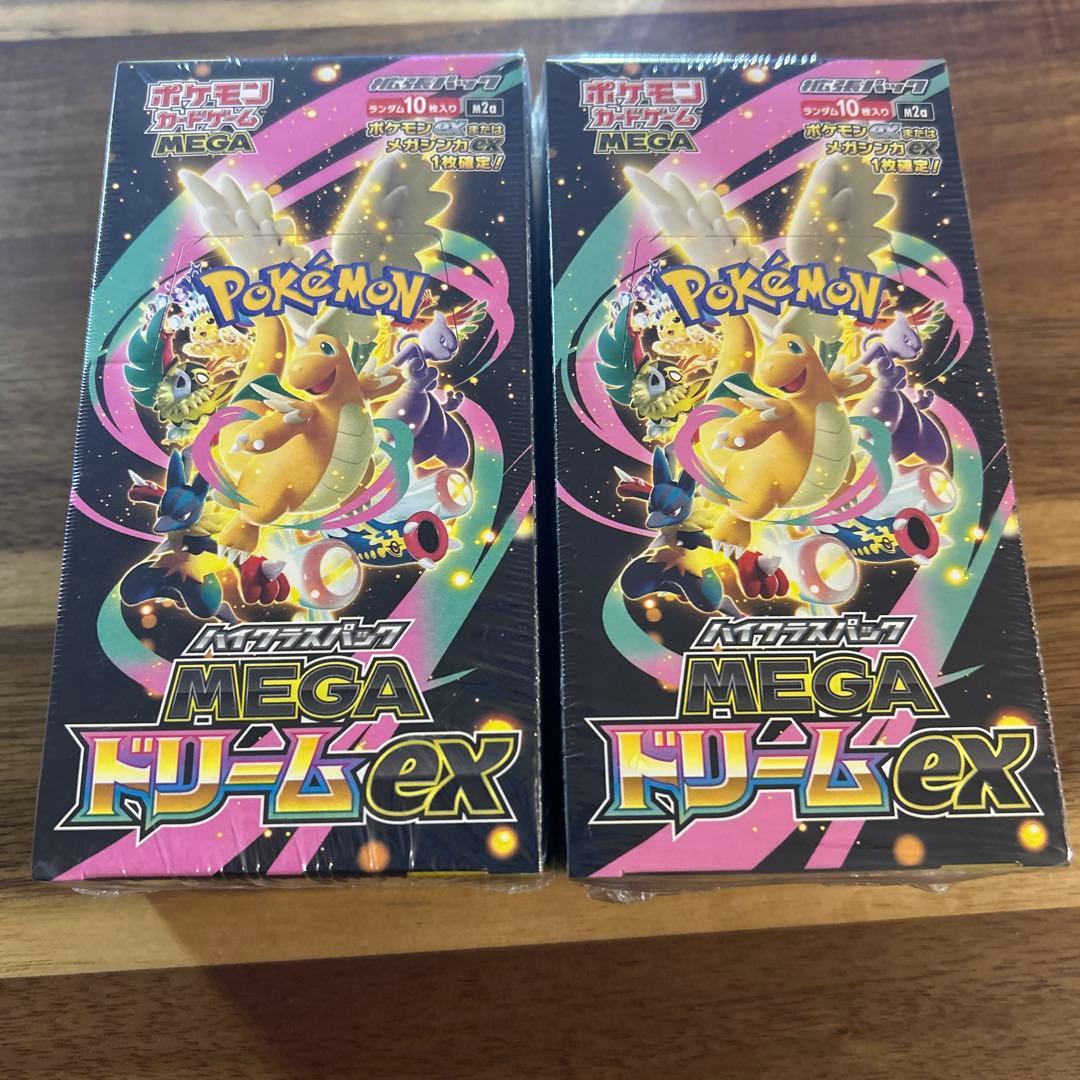 ポケモン
カードゲーム
MEGA
拡張パック
ランダム10枚入り M2a
ポケモンexまたは
メガシンカex
1枚確定!
POKéMON
ハイクラスパック
MEGA
ドリームex
ポケモン
カードゲーム
MEGA
拡張パック
ランダム10枚入り M2a
ポケモンexまたは
メガシンカex
1枚確定!
POKéMON
ハイクラスパック
MEGA
ドリームex